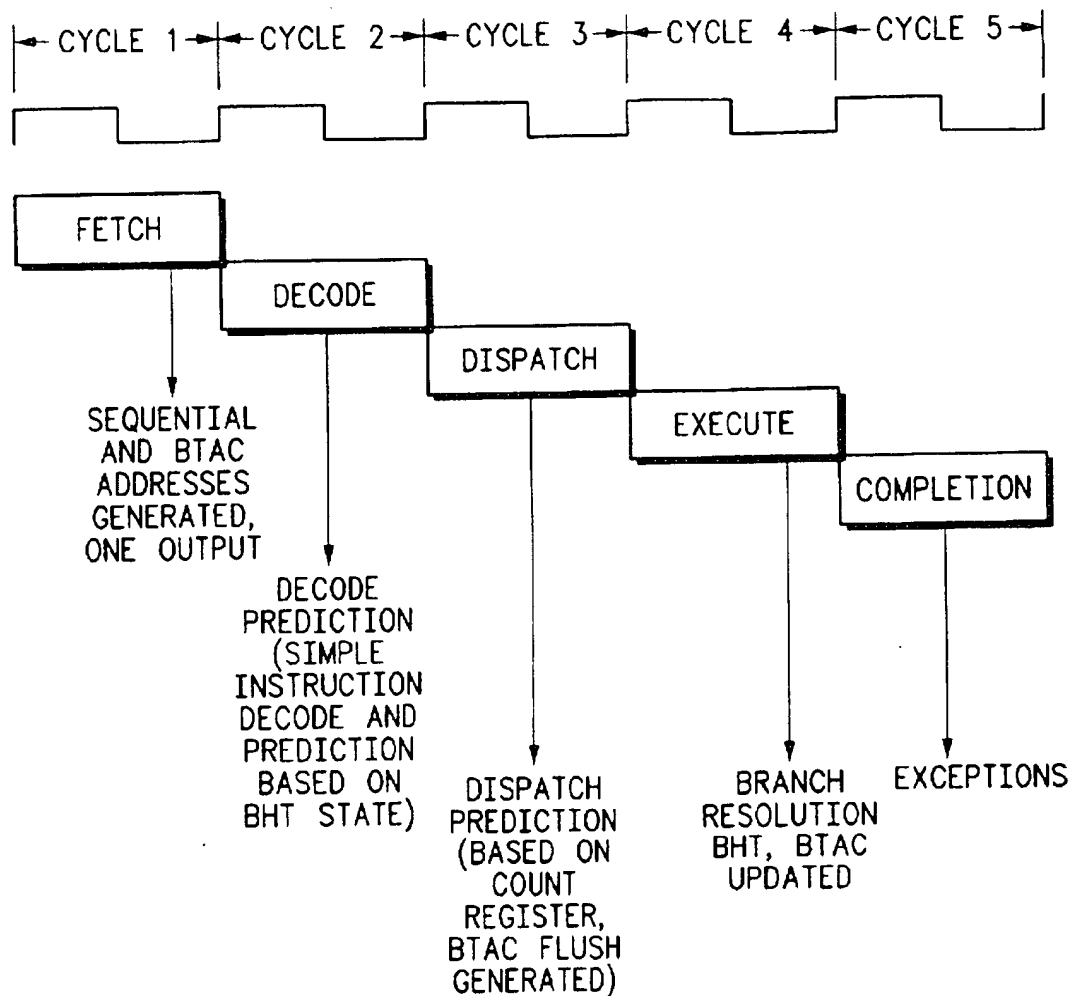 CYCLE 1 CYCLE 2 CYCLE 3 CYCLE 4 CYCLE 5
FETCH
DECODE
DISPATCH
EXECUTE
COMPLETION
SEQUENTIAL
AND BTAC
ADDRESSES
GENERATED,
ONE OUTPUT
DECODE
PREDICTION
(SIMPLE
INSTRUCTION
DECODE AND
PREDICTION
BASED ON
BHT STATE)
DISPATCH
PREDICTION
(BASED ON
COUNT
REGISTER,
BTAC FLUSH
GENERATED)
BRANCH
RESOLUTION
BHT, BTAC
UPDATED
EXCEPTIONS